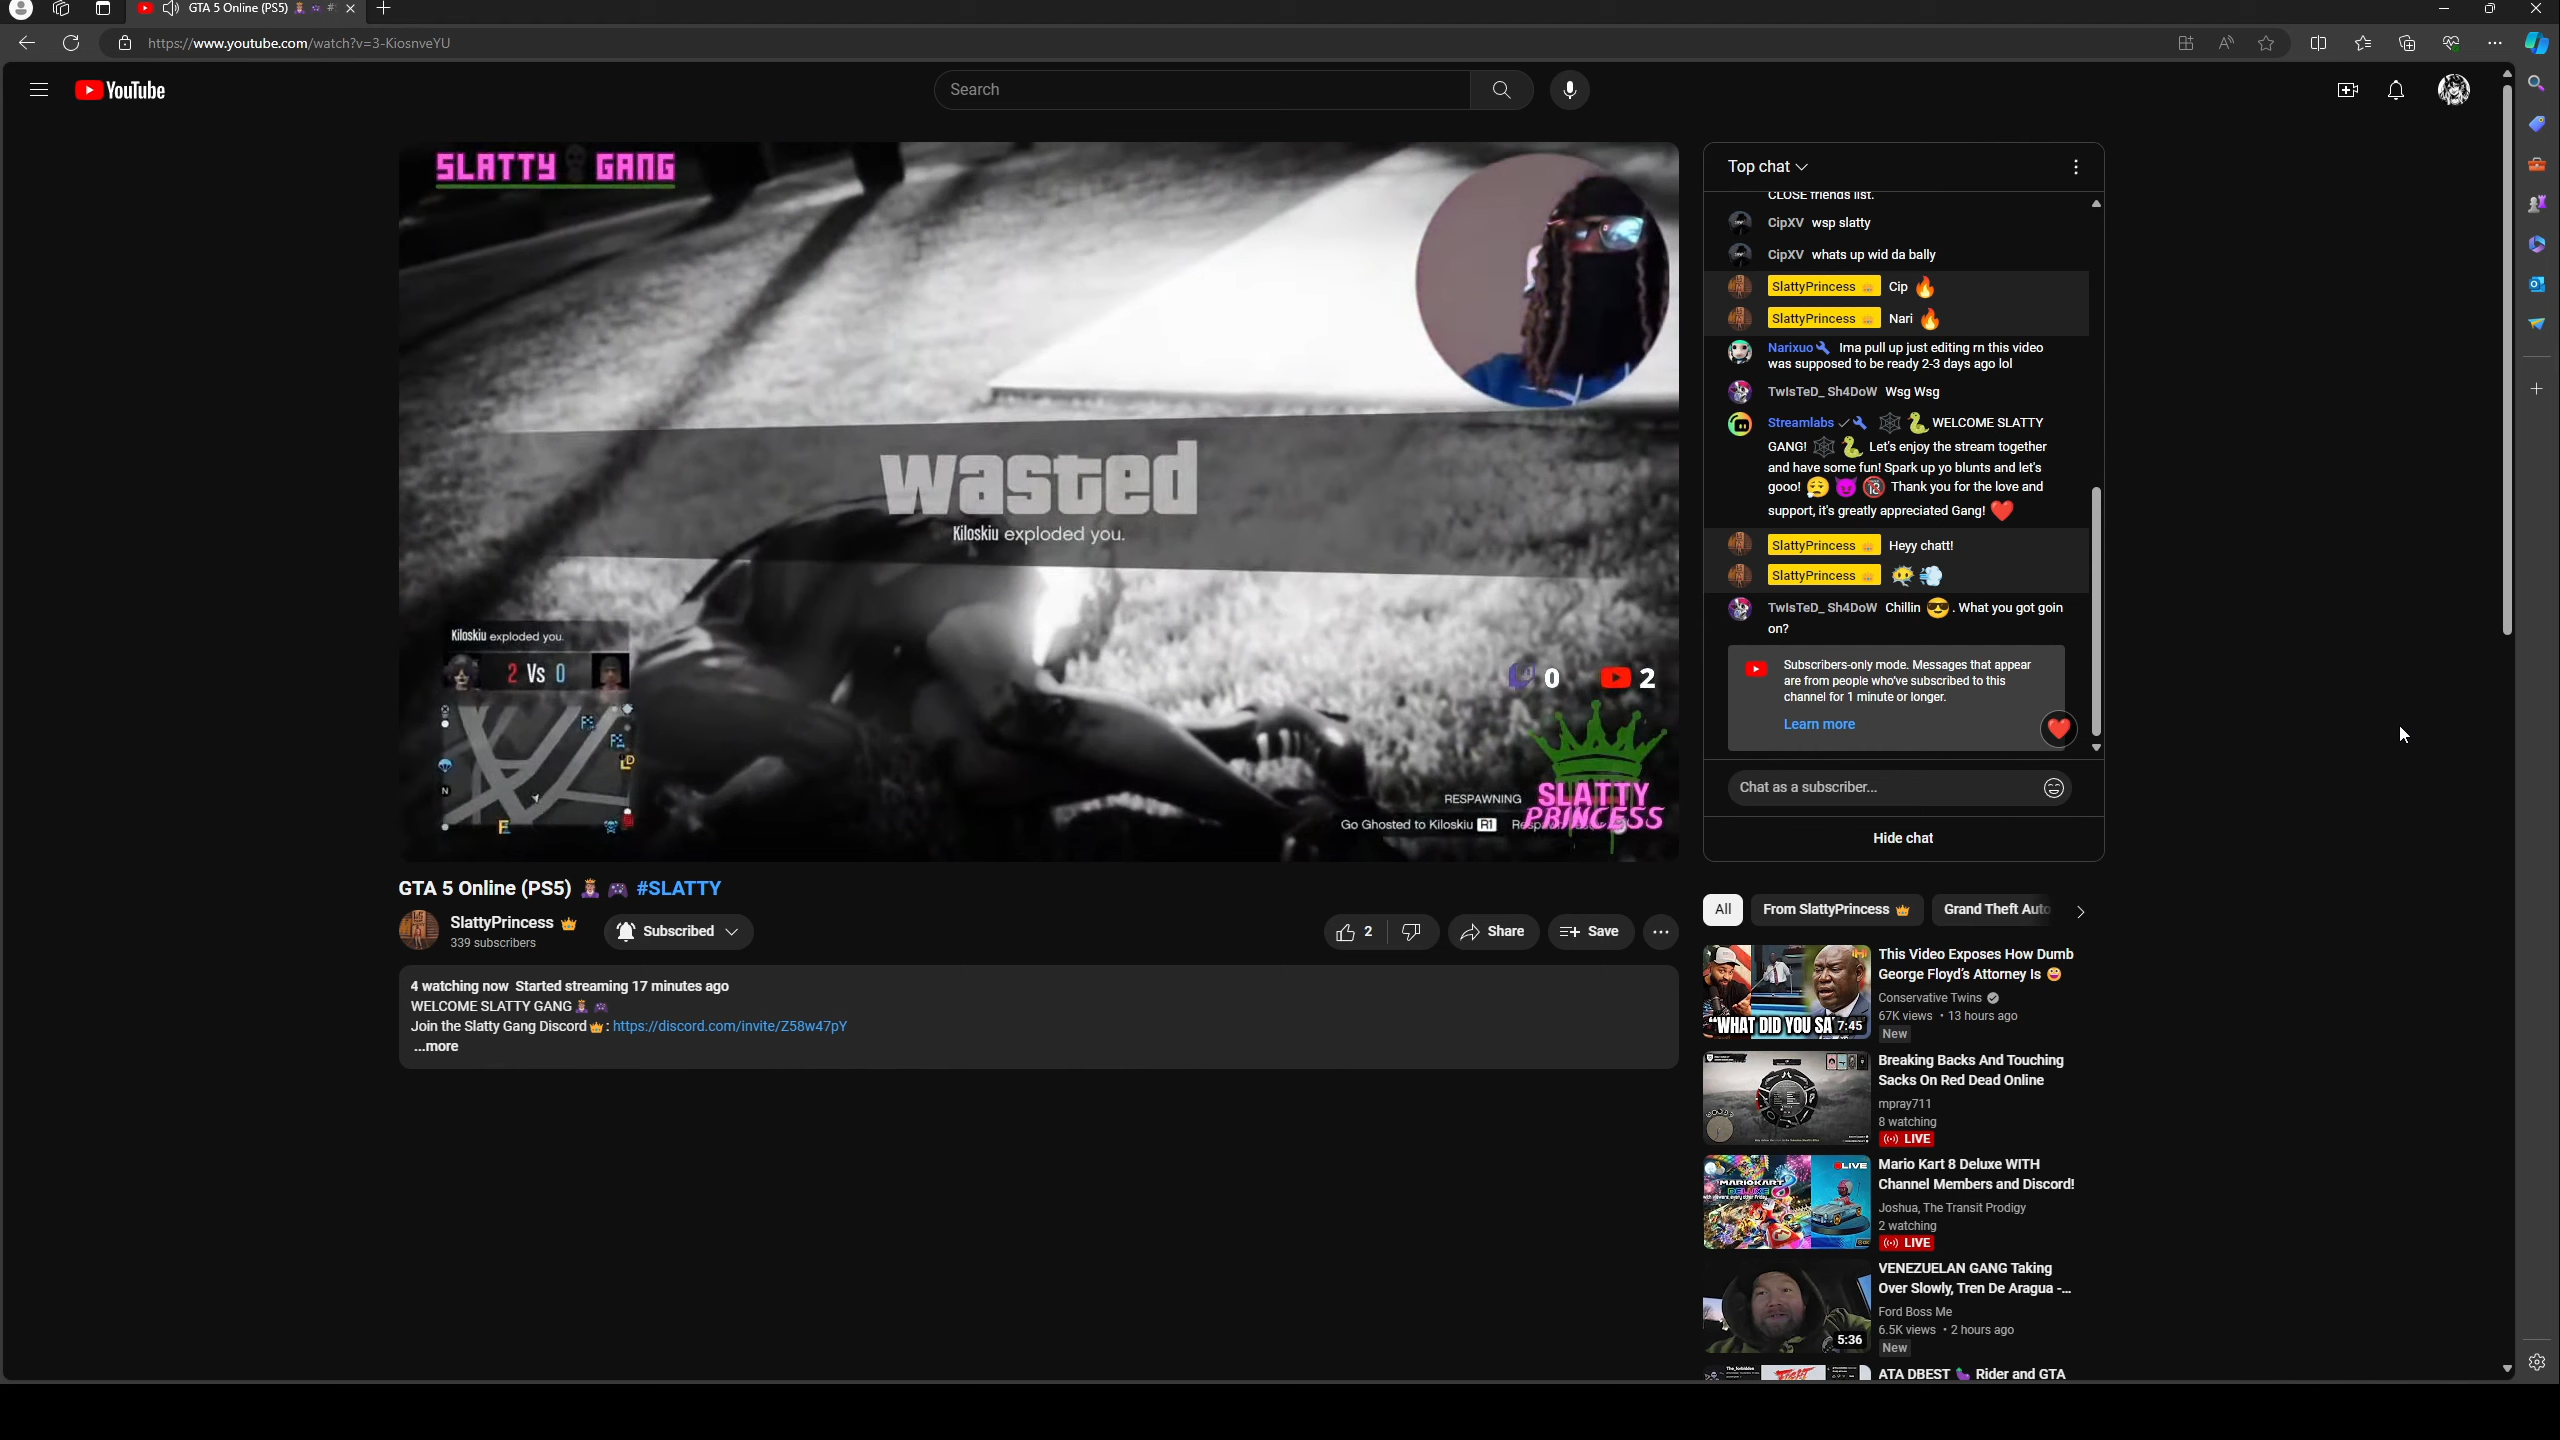 GTA 5 Online (PS5) #
https://www.youtube.com/watch?v=3-KiosnveYU
YouTube
Search
SLATTY GANG
wasted
Kiloskiu exploded you.
Kiloskiu exploded you.
2 Vs 0
N
0
2
RESPAWNING
Go Ghosted to Kiloskiu R1
SLATTY
PRINCESS
Top chat
CLOSE friends list.
CipXV wsp slatty
CipXV whats up wid da bally
SlattyPrincess Cip 🔥
SlattyPrincess Nari 🔥
Narixuo Ima pull up just editing rn this video
was supposed to be ready 2-3 days ago lol
TwIsTeD_Sh4DoW Wsg Wsg
Streamlabs 🕸️ 🐍 WELCOME SLATTY
GANG! 🕸️ 🐍 Let's enjoy the stream together
and have some fun! Spark up yo blunts and let's
gooo! 😮‍💨 😈 🔞 Thank you for the love and
support, it's greatly appreciated Gang! ❤️
SlattyPrincess Heyy chatt!
SlattyPrincess
TwIsTeD_Sh4DoW Chillin 😎. What you got goin
on?
Subscribers-only mode. Messages that appear
are from people who've subscribed to this
channel for 1 minute or longer.
Learn more
Chat as a subscriber...
Hide chat
GTA 5 Online (PS5) 👸🏽 🎮 #SLATTY
SlattyPrincess 👑
339 subscribers
Subscribed
2
Share
Save
4 watching now Started streaming 17 minutes ago
WELCOME SLATTY GANG 👸🏽 🎮
Join the Slatty Gang Discord 👑 : https://discord.com/invite/Z58w47pY
...more
All
From SlattyPrincess 👑
Grand Theft Auto
This Video Exposes How Dumb
George Floyd's Attorney Is 😀
Conservative Twins
67K views • 13 hours ago
New
"WHAT DID YOU SA
7:45
Breaking Backs And Touching
Sacks On Red Dead Online
mpray711
8 watching
LIVE
Mario Kart 8 Deluxe WITH
Channel Members and Discord!
Joshua, The Transit Prodigy
2 watching
LIVE
LIVE
MARIOKART
DELUXE
VENEZUELAN GANG Taking
Over Slowly, Tren De Aragua -...
Ford Boss Me
6.5K views • 2 hours ago
New
5:36
ATA DBEST 🍆 Rider and GTA